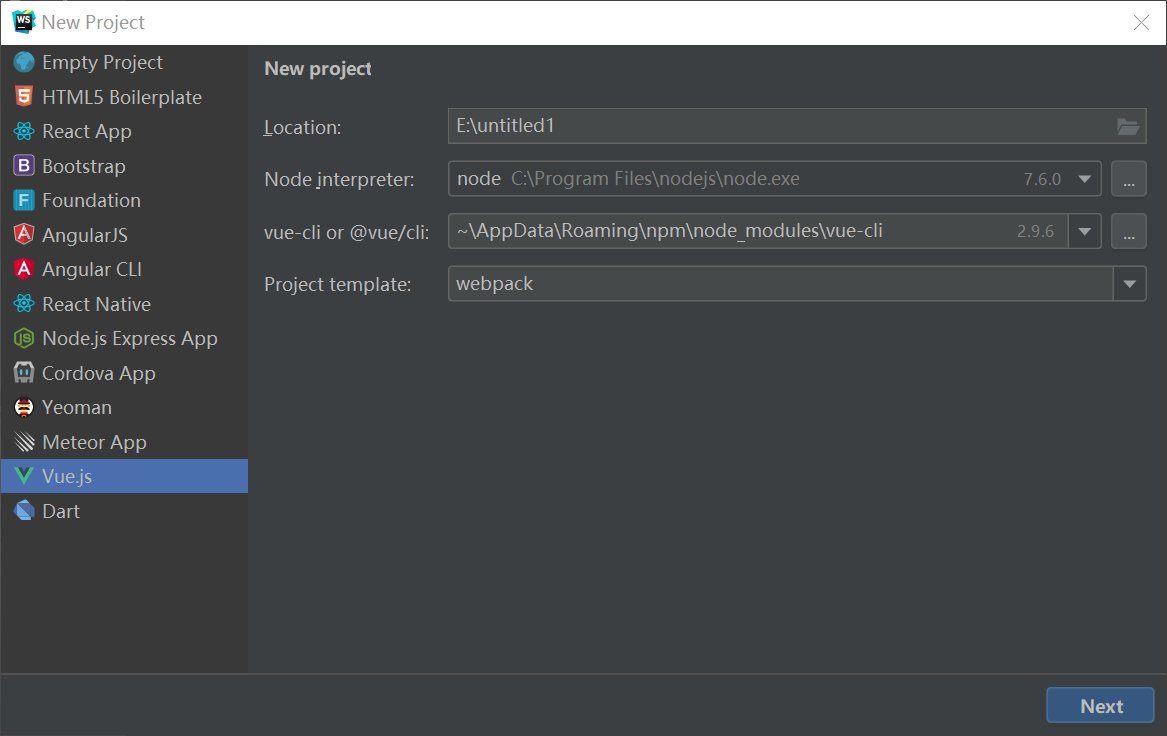 New Project
Empty Project
HTML5 Boilerplate
React App
Bootstrap
Foundation
AngularJS
Angular CLI
React Native
Node.js Express App
Cordova App
Yeoman
Meteor App
Vue.js
Dart
New project
Location: E:\untitled1
Node interpreter: node C:\Program Files\nodejs\node.exe 7.6.0 ...
vue-cli or @vue/cli: ~\AppData\Roaming\npm\node_modules\vue-cli 2.9.6 ...
Project template: webpack
Next